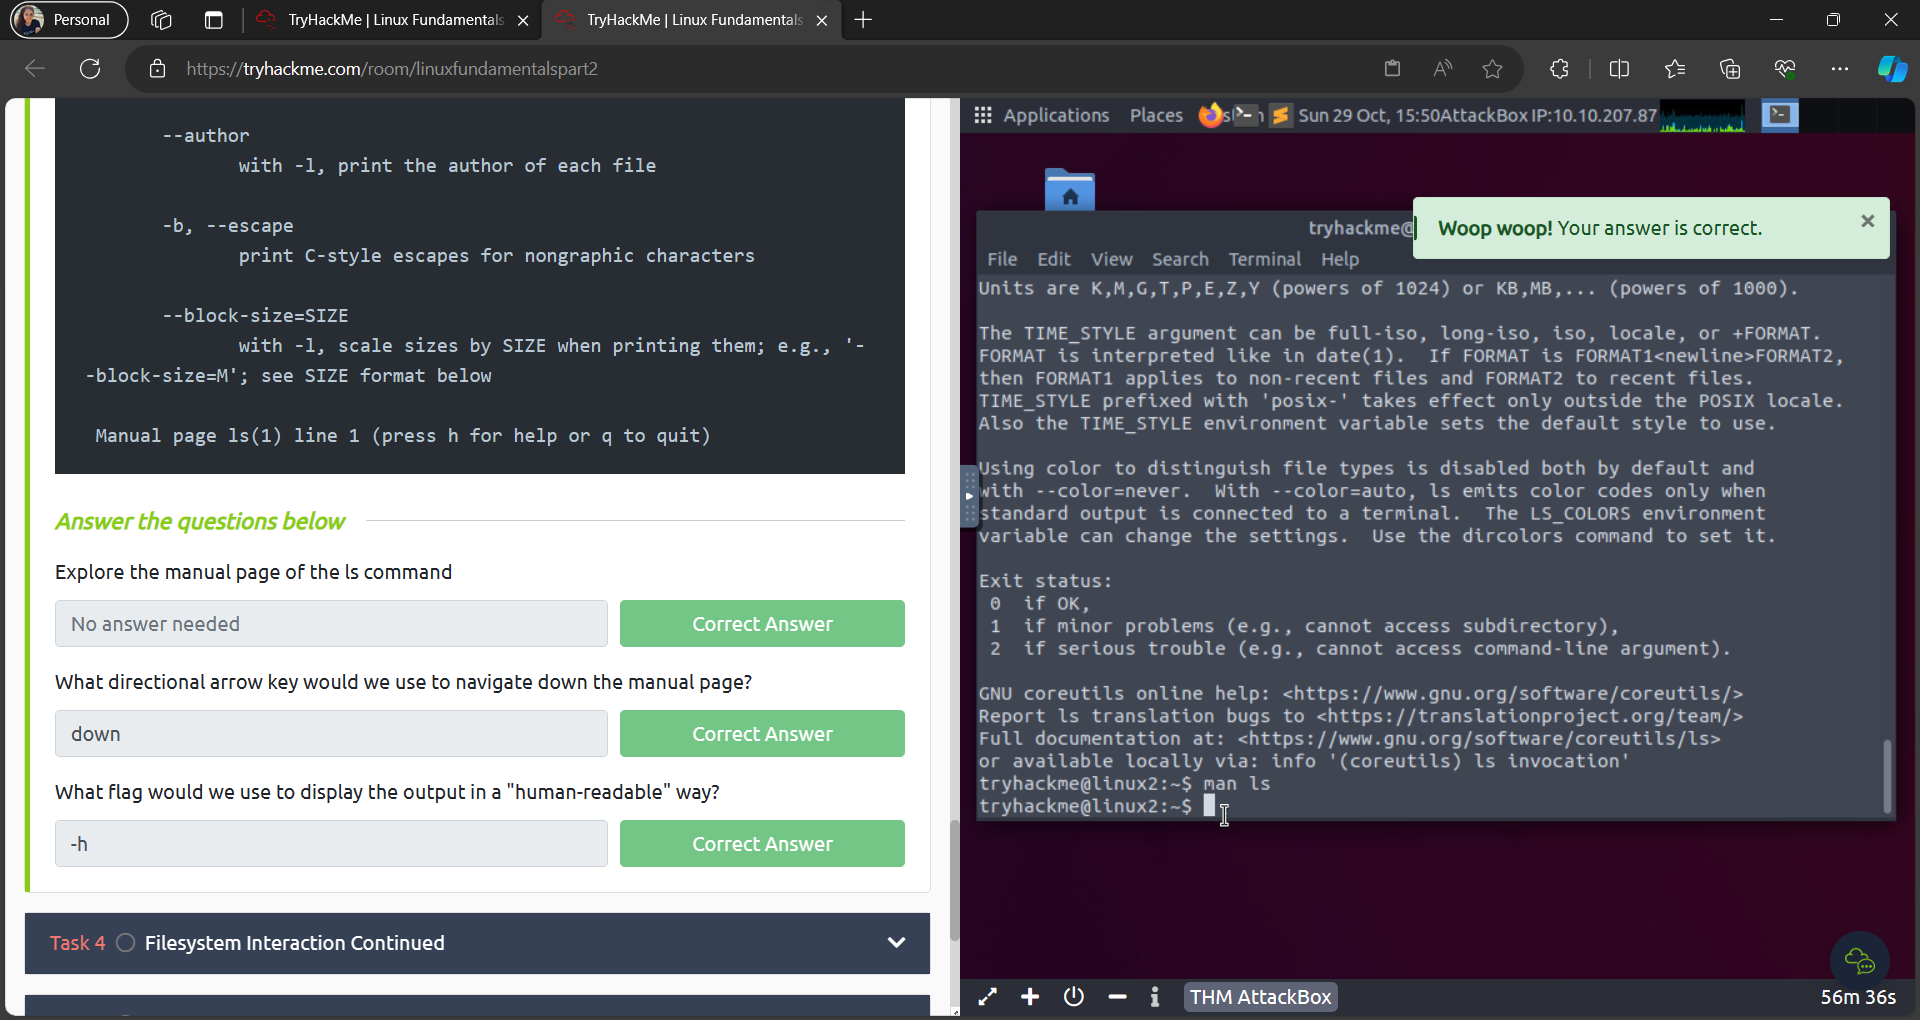 Personal
TryHackMe | Linux Fundamentals
TryHackMe | Linux Fundamentals
https://tryhackme.com/room/linuxfundamentalspart2
--author
with -l, print the author of each file
-b, --escape
print C-style escapes for nongraphic characters
--block-size=SIZE
with -l, scale sizes by SIZE when printing them; e.g., '-
-block-size=M'; see SIZE format below
Manual page ls(1) line 1 (press h for help or q to quit)
Answer the questions below
Explore the manual page of the ls command
No answer needed
Correct Answer
What directional arrow key would we use to navigate down the manual page?
down
Correct Answer
What flag would we use to display the output in a "human-readable" way?
-h
Correct Answer
Task 4 Filesystem Interaction Continued
Applications Places Sun 29 Oct, 15:50 AttackBox IP:10.10.207.87
tryhackme@
Woop woop! Your answer is correct.
File Edit View Search Terminal Help
Units are K,M,G,T,P,E,Z,Y (powers of 1024) or KB,MB,... (powers of 1000).
The TIME_STYLE argument can be full-iso, long-iso, iso, locale, or +FORMAT.
FORMAT is interpreted like in date(1).  If FORMAT is FORMAT1<newline>FORMAT2,
then FORMAT1 applies to non-recent files and FORMAT2 to recent files.
TIME_STYLE prefixed with 'posix-' takes effect only outside the POSIX locale.
Also the TIME_STYLE environment variable sets the default style to use.
Using color to distinguish file types is disabled both by default and
with --color=never.  With --color=auto, ls emits color codes only when
standard output is connected to a terminal.  The LS_COLORS environment
variable can change the settings.  Use the dircolors command to set it.
Exit status:
0  if OK,
1  if minor problems (e.g., cannot access subdirectory),
2  if serious trouble (e.g., cannot access command-line argument).
GNU coreutils online help: <https://www.gnu.org/software/coreutils/>
Report ls translation bugs to <https://translationproject.org/team/>
Full documentation at: <https://www.gnu.org/software/coreutils/ls>
or available locally via: info '(coreutils) ls invocation'
tryhackme@linux2:~$ man ls
tryhackme@linux2:~$
THM AttackBox
56m 36s